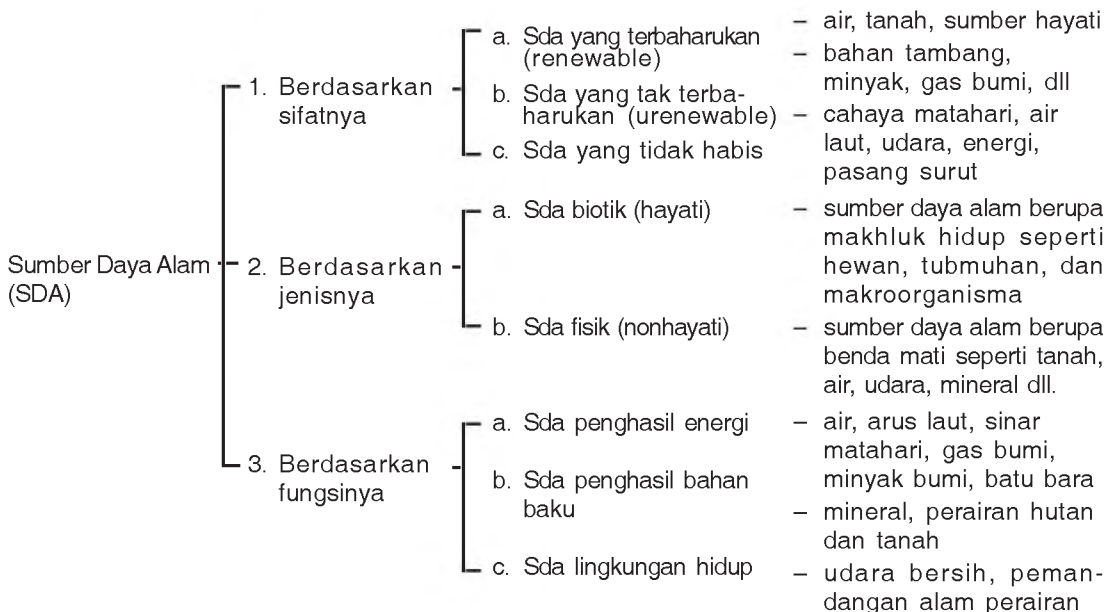 Sumber Daya Alam
(SDA)
1. Berdasarkan
sifatnya
a. Sda yang terbaharukan
(renewable)
b. Sda yang tak terba-
harukan (urenewable)
c. Sda yang tidak habis
– air, tanah, sumber hayati
– bahan tambang,
minyak, gas bumi, dll
– cahaya matahari, air
laut, udara, energi,
pasang surut
2. Berdasarkan
jenisnya
a. Sda biotik (hayati)
– sumber daya alam berupa
makhluk hidup seperti
hewan, tubmuhan, dan
makroorganisma
b. Sda fisik (nonhayati)
– sumber daya alam berupa
benda mati seperti tanah,
air, udara, mineral dll.
3. Berdasarkan
fungsinya
a. Sda penghasil energi
– air, arus laut, sinar
matahari, gas bumi,
minyak bumi, batu bara
b. Sda penghasil bahan
baku
– mineral, perairan hutan
dan tanah
c. Sda lingkungan hidup
– udara bersih, peman-
dangan alam perairan